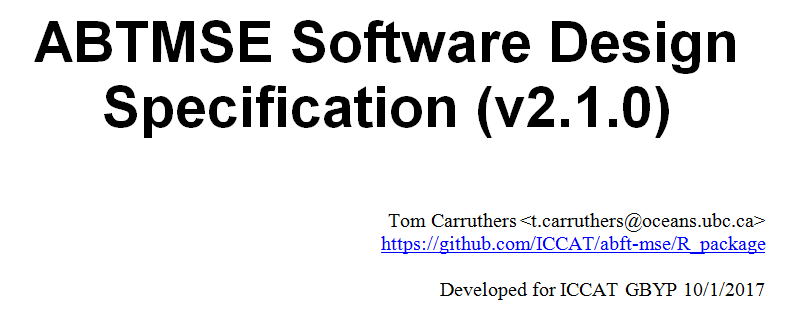 ABTMSE Software Design
Specification (v2.1.0)
Tom Carruthers <t.carruthers@oceans.ubc.ca>
https://github.com/ICCAT/abft-mse/R_package
Developed for ICCAT GBYP 10/1/2017